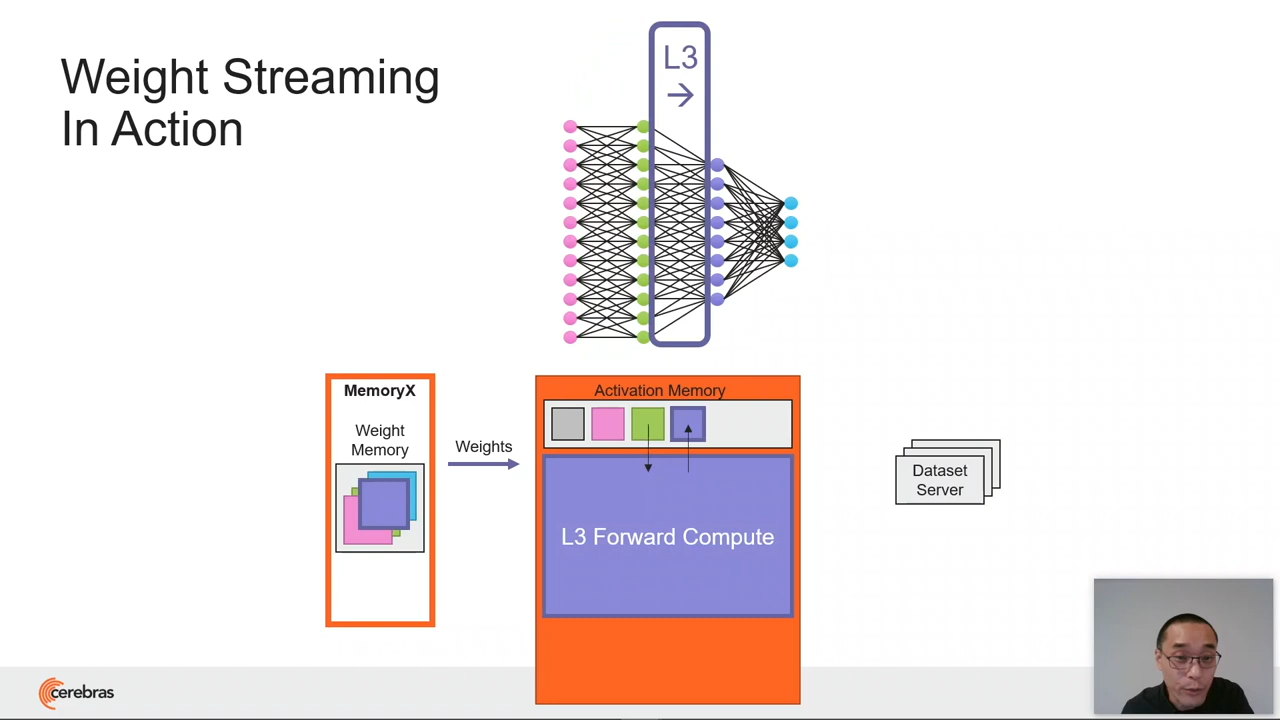 Weight Streaming
In Action
L3
→
MemoryX
Weight
Memory
Weights
Activation Memory
L3 Forward Compute
Dataset
Server
cerebras